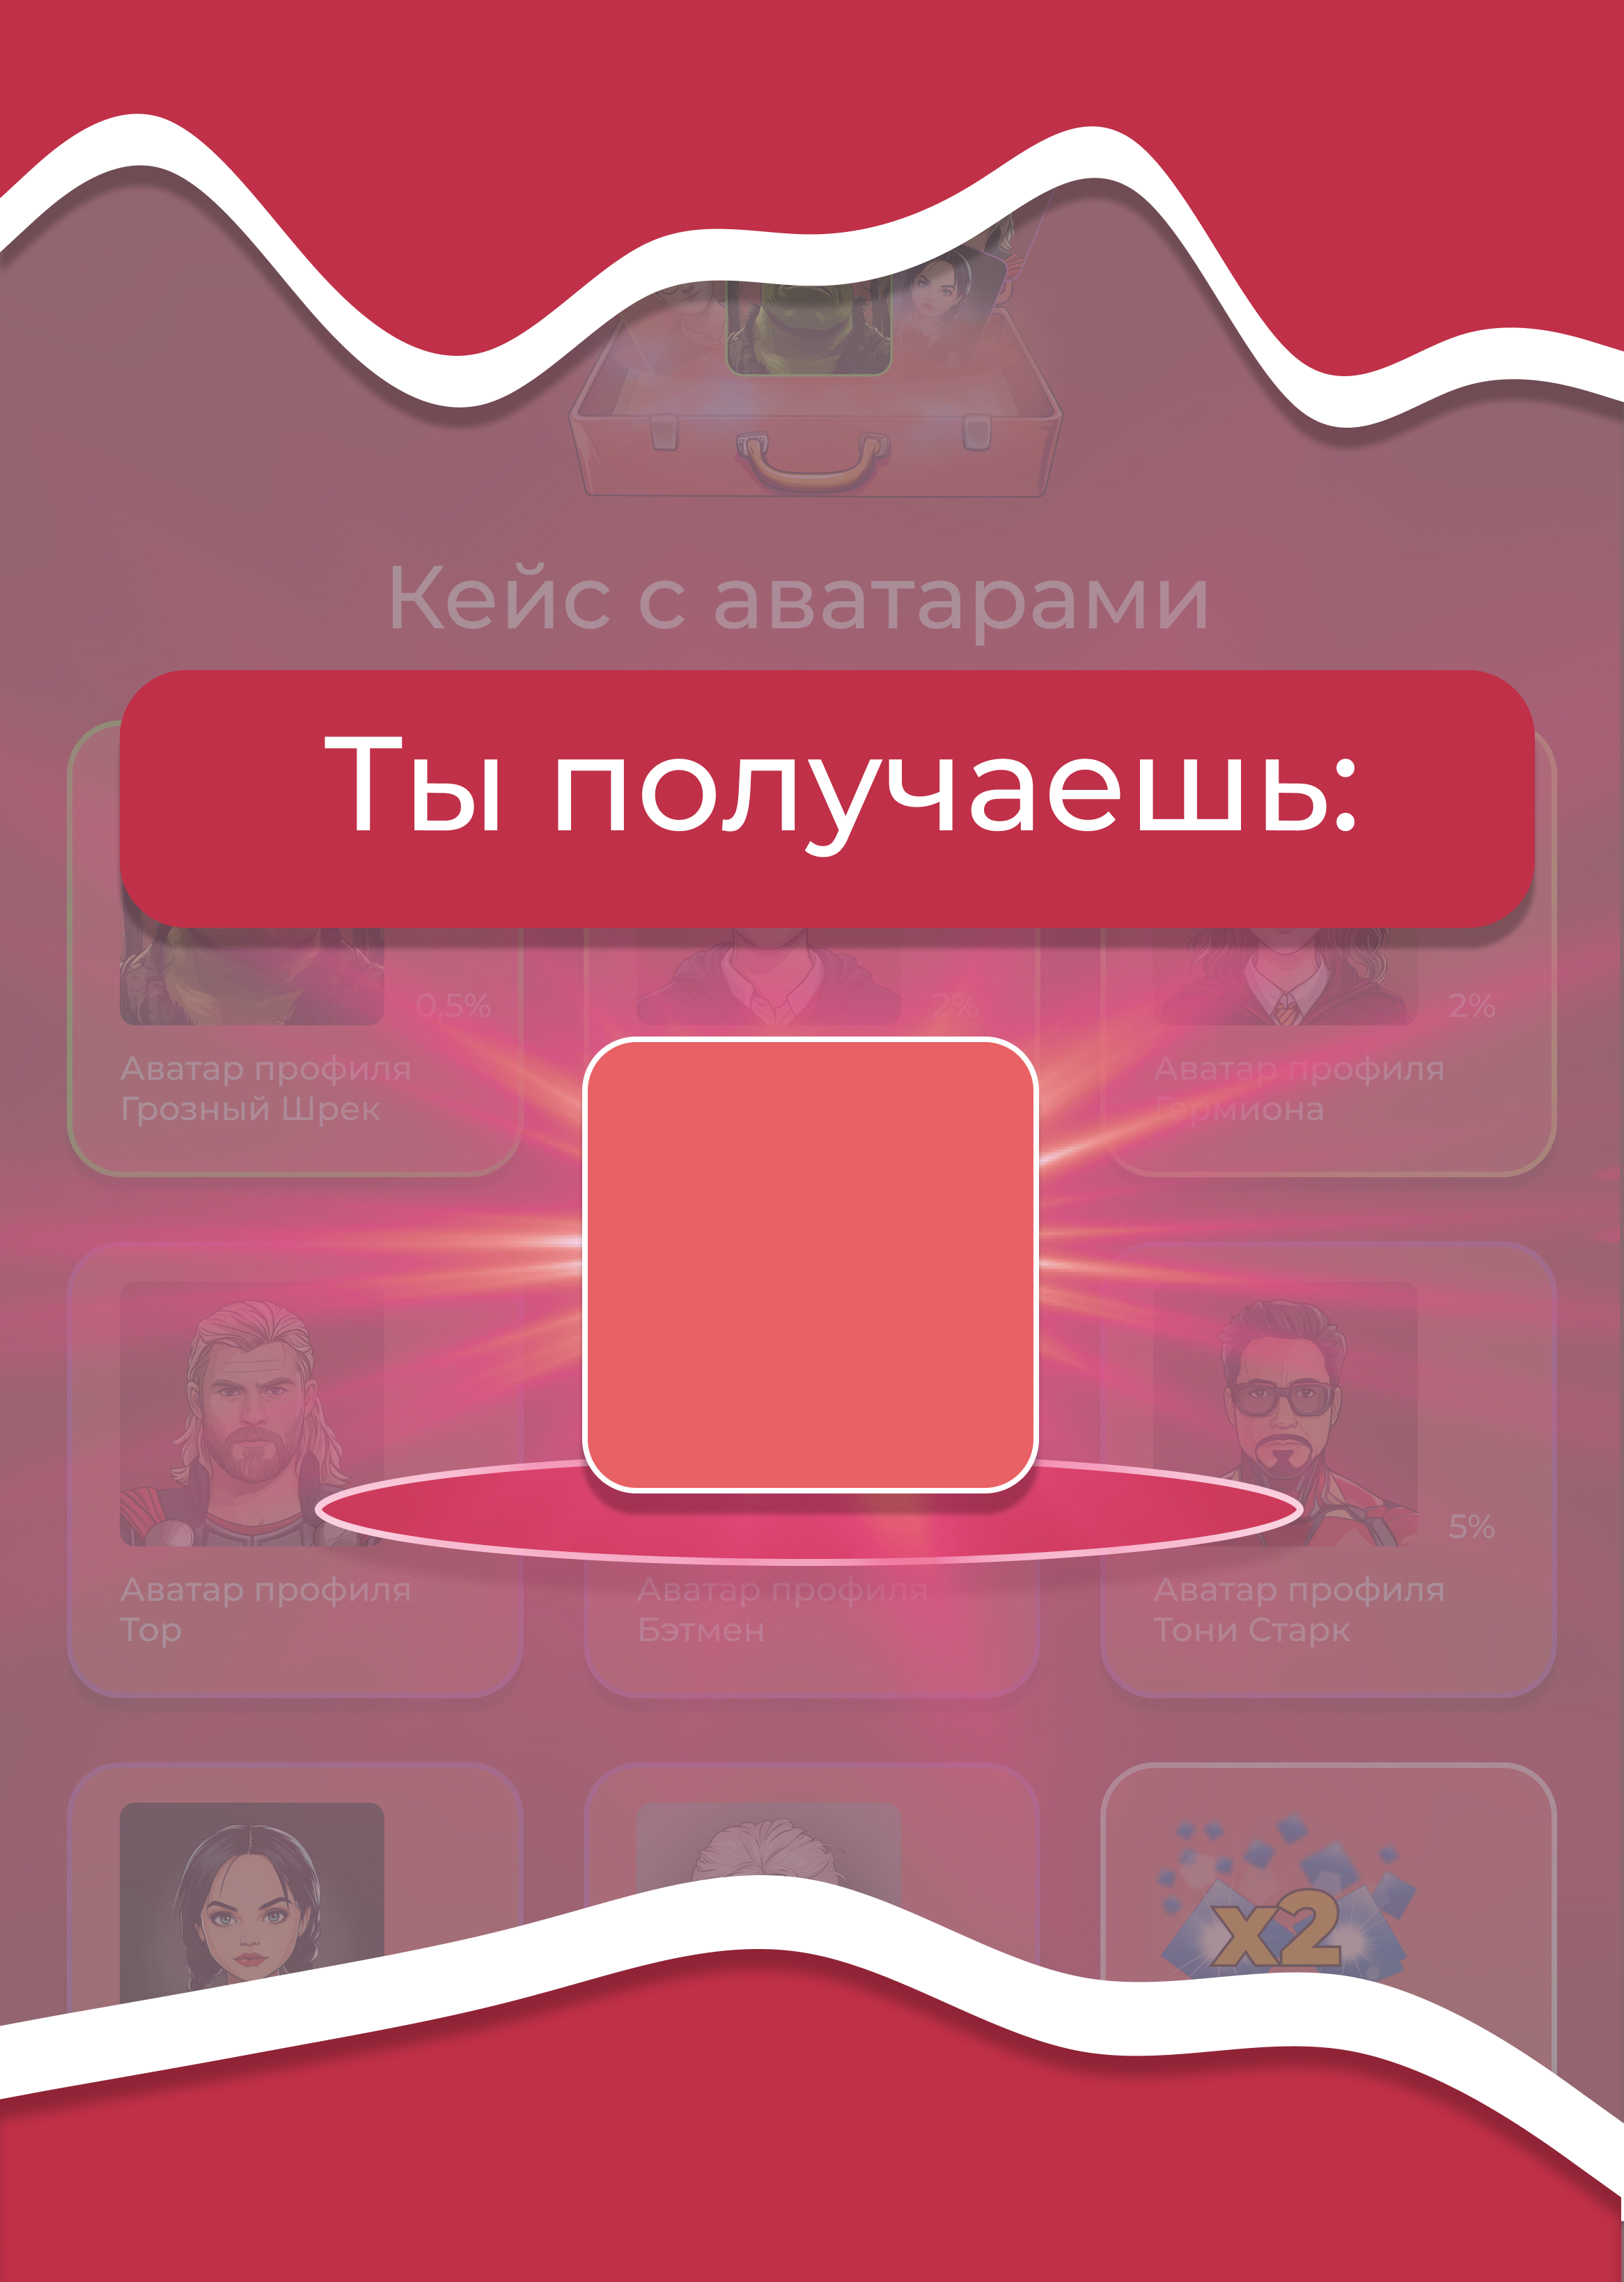 Кейс с аватарами
Ты получаешь:
0,5%
2%
2%
Аватар профиля
Грозный Шрек
Аватар профиля
Гермиона
5%
Аватар профиля
Тор
Аватар профиля
Бэтмен
Аватар профиля
Тони Старк
x2